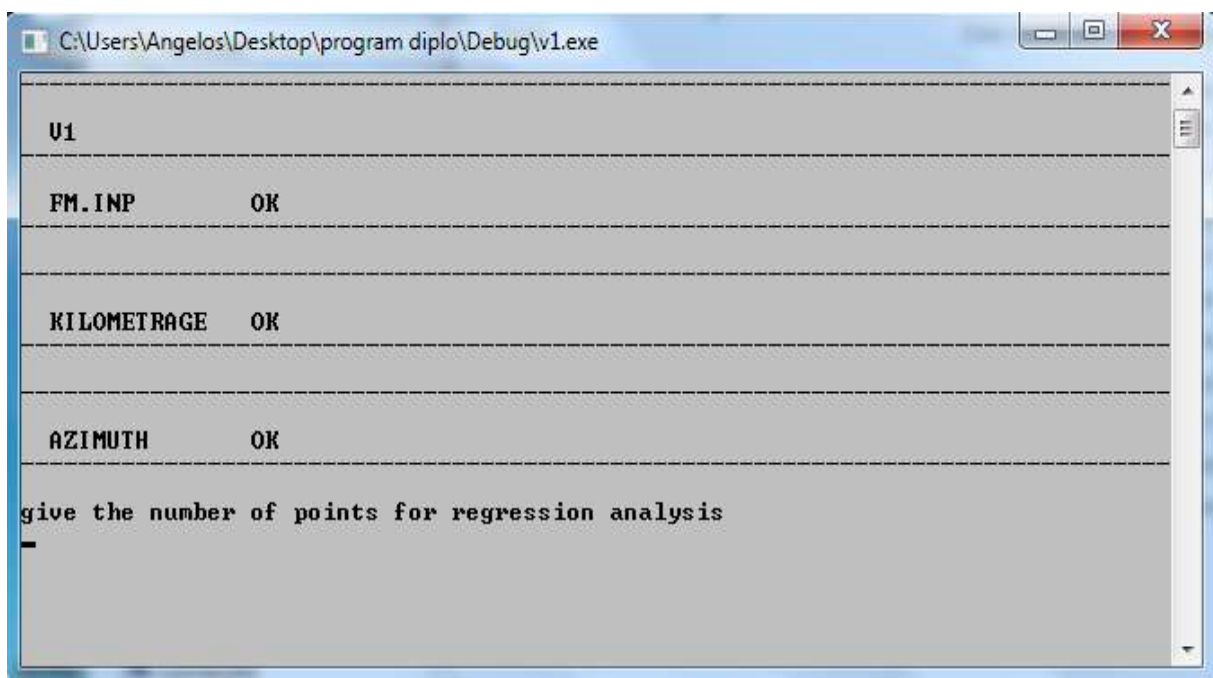 C:\Users\Angelos\Desktop\program diplo\Debug\v1.exe
V1
FM.INP OK
KILOMETRAGE OK
AZIMUTH OK
give the number of points for regression analysis